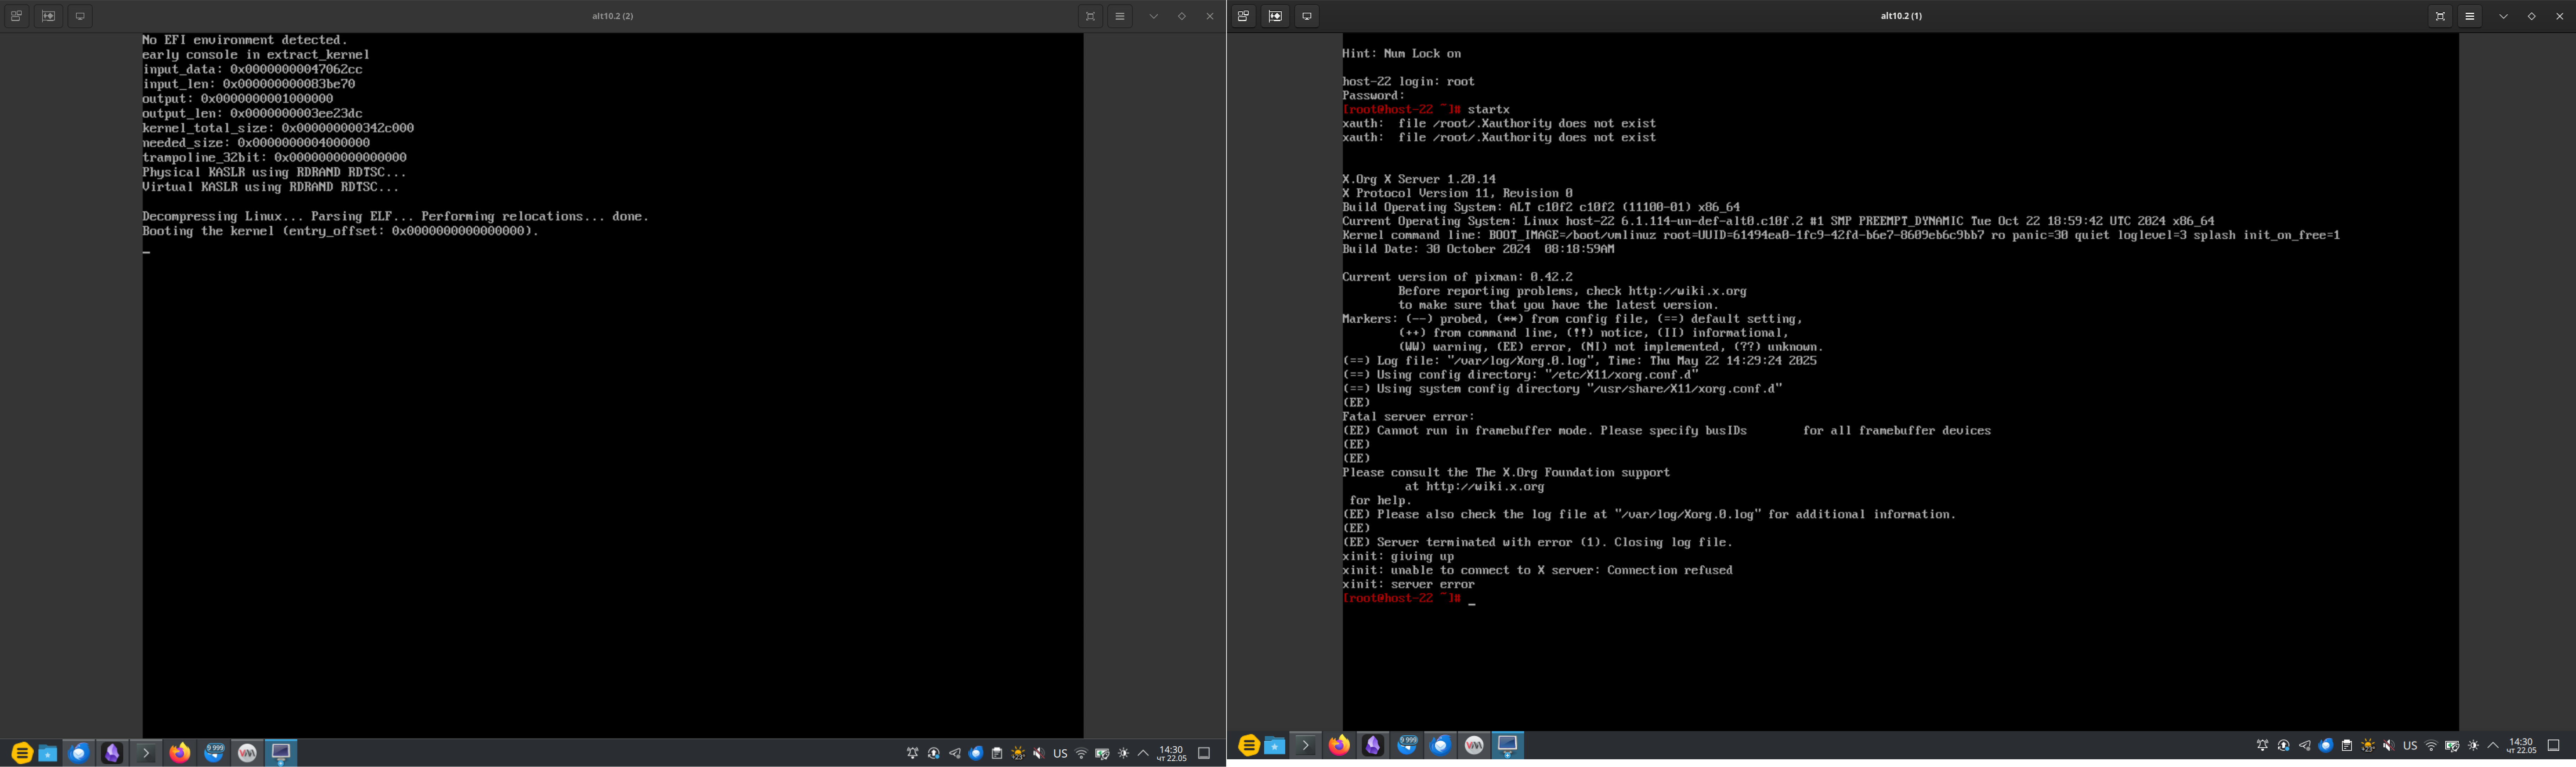 alt10.2 (2)
No EFI environment detected.
early console in extract_kernel
input_data: 0x00000000047062cc
input_len: 0x000000000083be70
output: 0x0000000001000000
output_len: 0x0000000003ee23dc
kernel_total_size: 0x000000000342c000
needed_size: 0x0000000004000000
trampoline_32bit: 0x0000000000000000
Physical KASLR using RDRAND RDTSC...
Virtual KASLR using RDRAND RDTSC...
Decompressing Linux... Parsing ELF... Performing relocations... done.
Booting the kernel (entry_offset: 0x0000000000000000).
_
9 999
VM
23
US
14:30
чт 22.05
alt10.2 (1)
Hint: Num Lock on
host-22 login: root
Password:
[root@host-22 ~]# startx
xauth:  file /root/.Xauthority does not exist
xauth:  file /root/.Xauthority does not exist
X.Org X Server 1.20.14
X Protocol Version 11, Revision 0
Build Operating System: ALT c10f2 c10f2 (11100-01) x86_64
Current Operating System: Linux host-22 6.1.114-un-def-alt0.c10f.2 #1 SMP PREEMPT_DYNAMIC Tue Oct 22 18:59:42 UTC 2024 x86_64
Kernel command line: BOOT_IMAGE=/boot/vmlinuz root=UUID=61494ea0-1fc9-42fd-b6e7-8609eb6c9bb7 ro panic=30 quiet loglevel=3 splash init_on_free=1
Build Date: 30 October 2024  08:18:59AM
Current version of pixman: 0.42.2
Before reporting problems, check http://wiki.x.org
to make sure that you have the latest version.
Markers: (--) probed, (**) from config file, (==) default setting,
(++) from command line, (!!) notice, (II) informational,
(WW) warning, (EE) error, (NI) not implemented, (??) unknown.
(==) Log file: "/var/log/Xorg.0.log", Time: Thu May 22 14:29:24 2025
(==) Using config directory: "/etc/X11/xorg.conf.d"
(==) Using system config directory "/usr/share/X11/xorg.conf.d"
(EE)
Fatal server error:
(EE) Cannot run in framebuffer mode. Please specify busIDs        for all framebuffer devices
(EE)
(EE)
Please consult the The X.Org Foundation support
at http://wiki.x.org
for help.
(EE) Please also check the log file at "/var/log/Xorg.0.log" for additional information.
(EE)
(EE) Server terminated with error (1). Closing log file.
xinit: giving up
xinit: unable to connect to X server: Connection refused
xinit: server error
[root@host-22 ~]# _
9 999
VM
23
US
14:30
чт 22.05